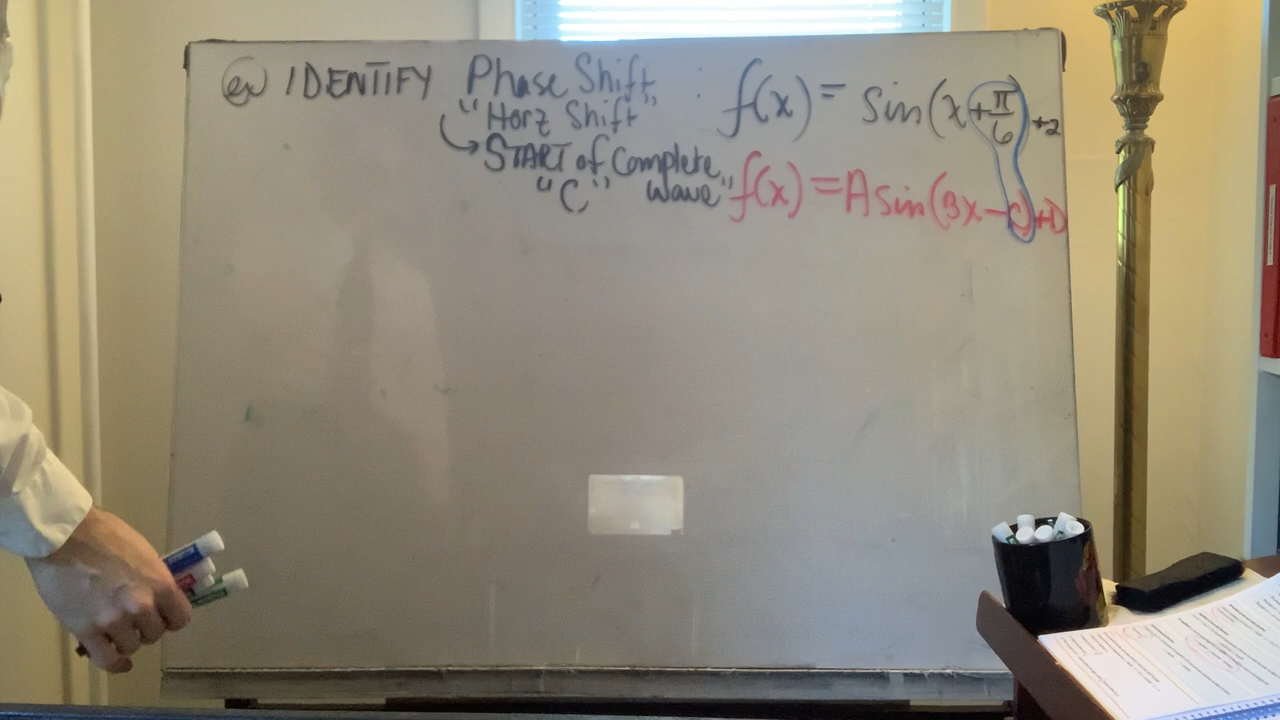 ex IDENTIFY Phase Shift : f(x) = sin(x + π/6) + 2
"Horz Shift"
START of Complete
"C" wave"
f(x) = A sin(Bx - C) + D